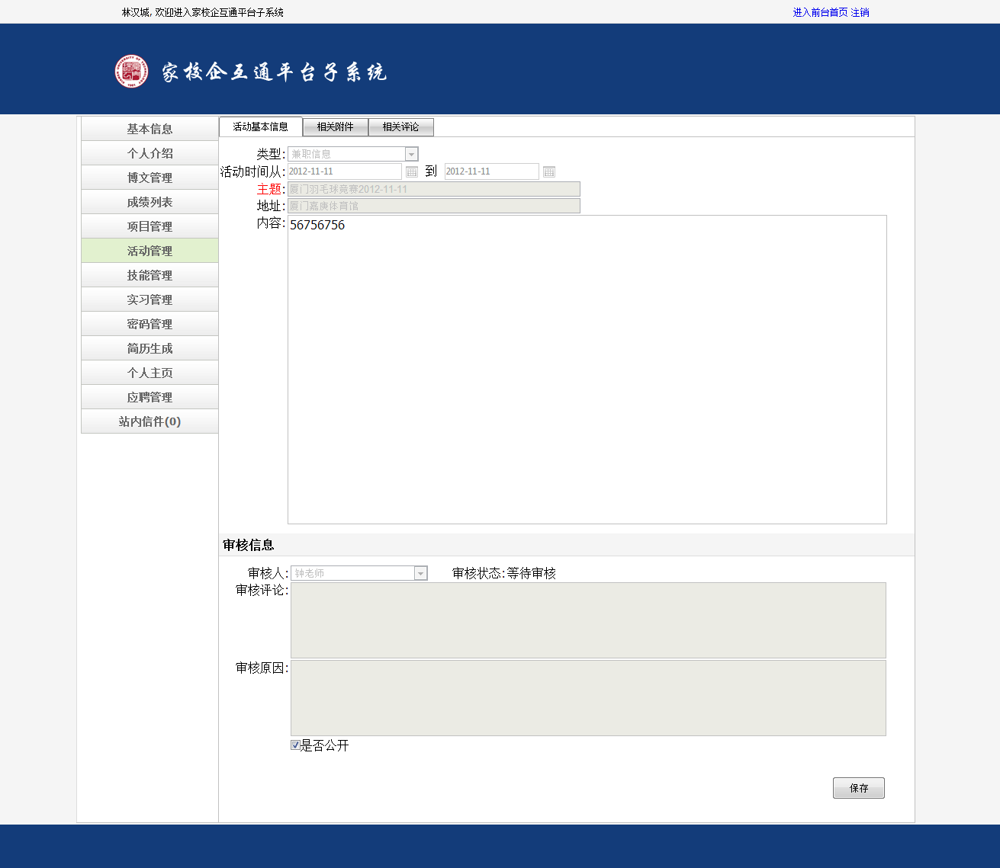 林汉城, 欢迎进入家校企互通平台子系统
进入前台首页 注销
家校企互通平台子系统
基本信息
个人介绍
博文管理
成绩列表
项目管理
活动管理
技能管理
实习管理
密码管理
简历生成
个人主页
应聘管理
站内信件(0)
活动基本信息 相关附件 相关评论
类型: 兼职信息
活动时间从: 2012-11-11 到 2012-11-11
主题: 厦门羽毛球竞赛2012-11-11
地址: 厦门嘉庚体育馆
内容: 56756756
审核信息
审核人: 钟老师 审核状态:等待审核
审核评论:
审核原因:
是否公开
保存